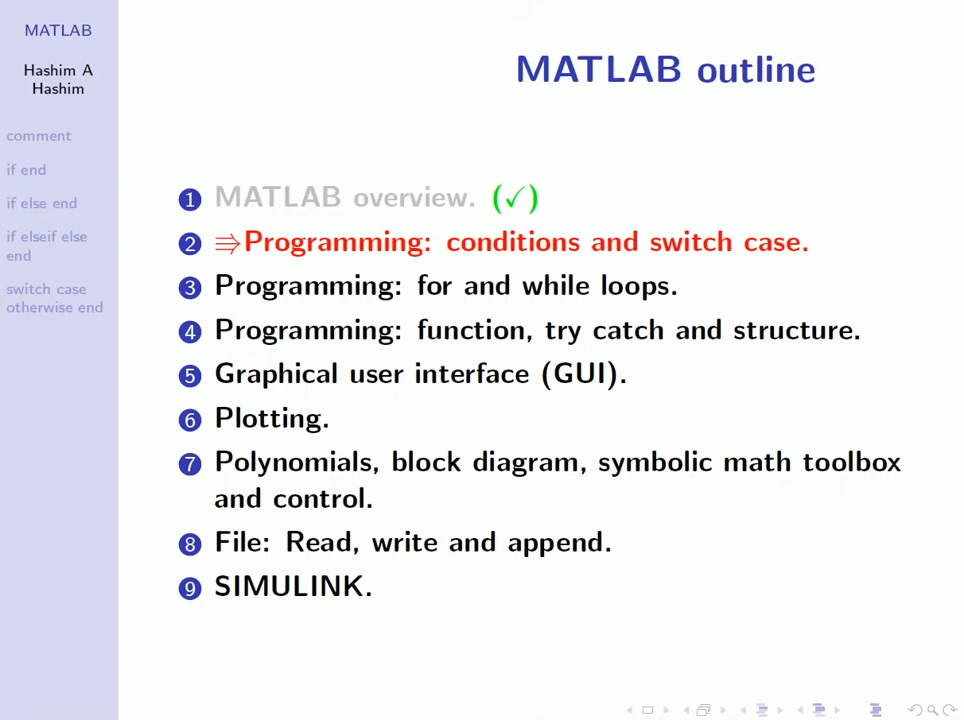 MATLAB
Hashim A
Hashim
comment
if end
if else end
if elseif else
end
switch case
otherwise end
MATLAB outline
1 MATLAB overview. (✓)
2 ⇛Programming: conditions and switch case.
3 Programming: for and while loops.
4 Programming: function, try catch and structure.
5 Graphical user interface (GUI).
6 Plotting.
7 Polynomials, block diagram, symbolic math toolbox
and control.
8 File: Read, write and append.
9 SIMULINK.